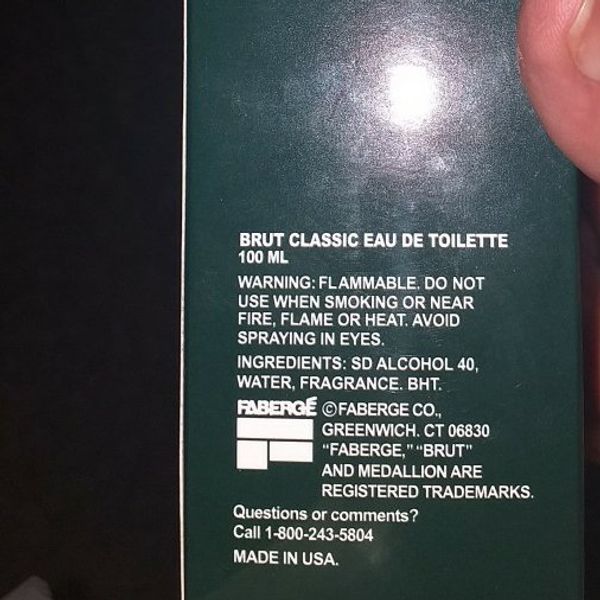 BRUT CLASSIC EAU DE TOILETTE
100 ML
WARNING: FLAMMABLE. DO NOT
USE WHEN SMOKING OR NEAR
FIRE, FLAME OR HEAT. AVOID
SPRAYING IN EYES.
INGREDIENTS: SD ALCOHOL 40,
WATER, FRAGRANCE. BHT.
FABERGÉ ©FABERGE CO.,
GREENWICH. CT 06830
"FABERGE," "BRUT"
AND MEDALLION ARE
REGISTERED TRADEMARKS.
Questions or comments?
Call 1-800-243-5804
MADE IN USA.